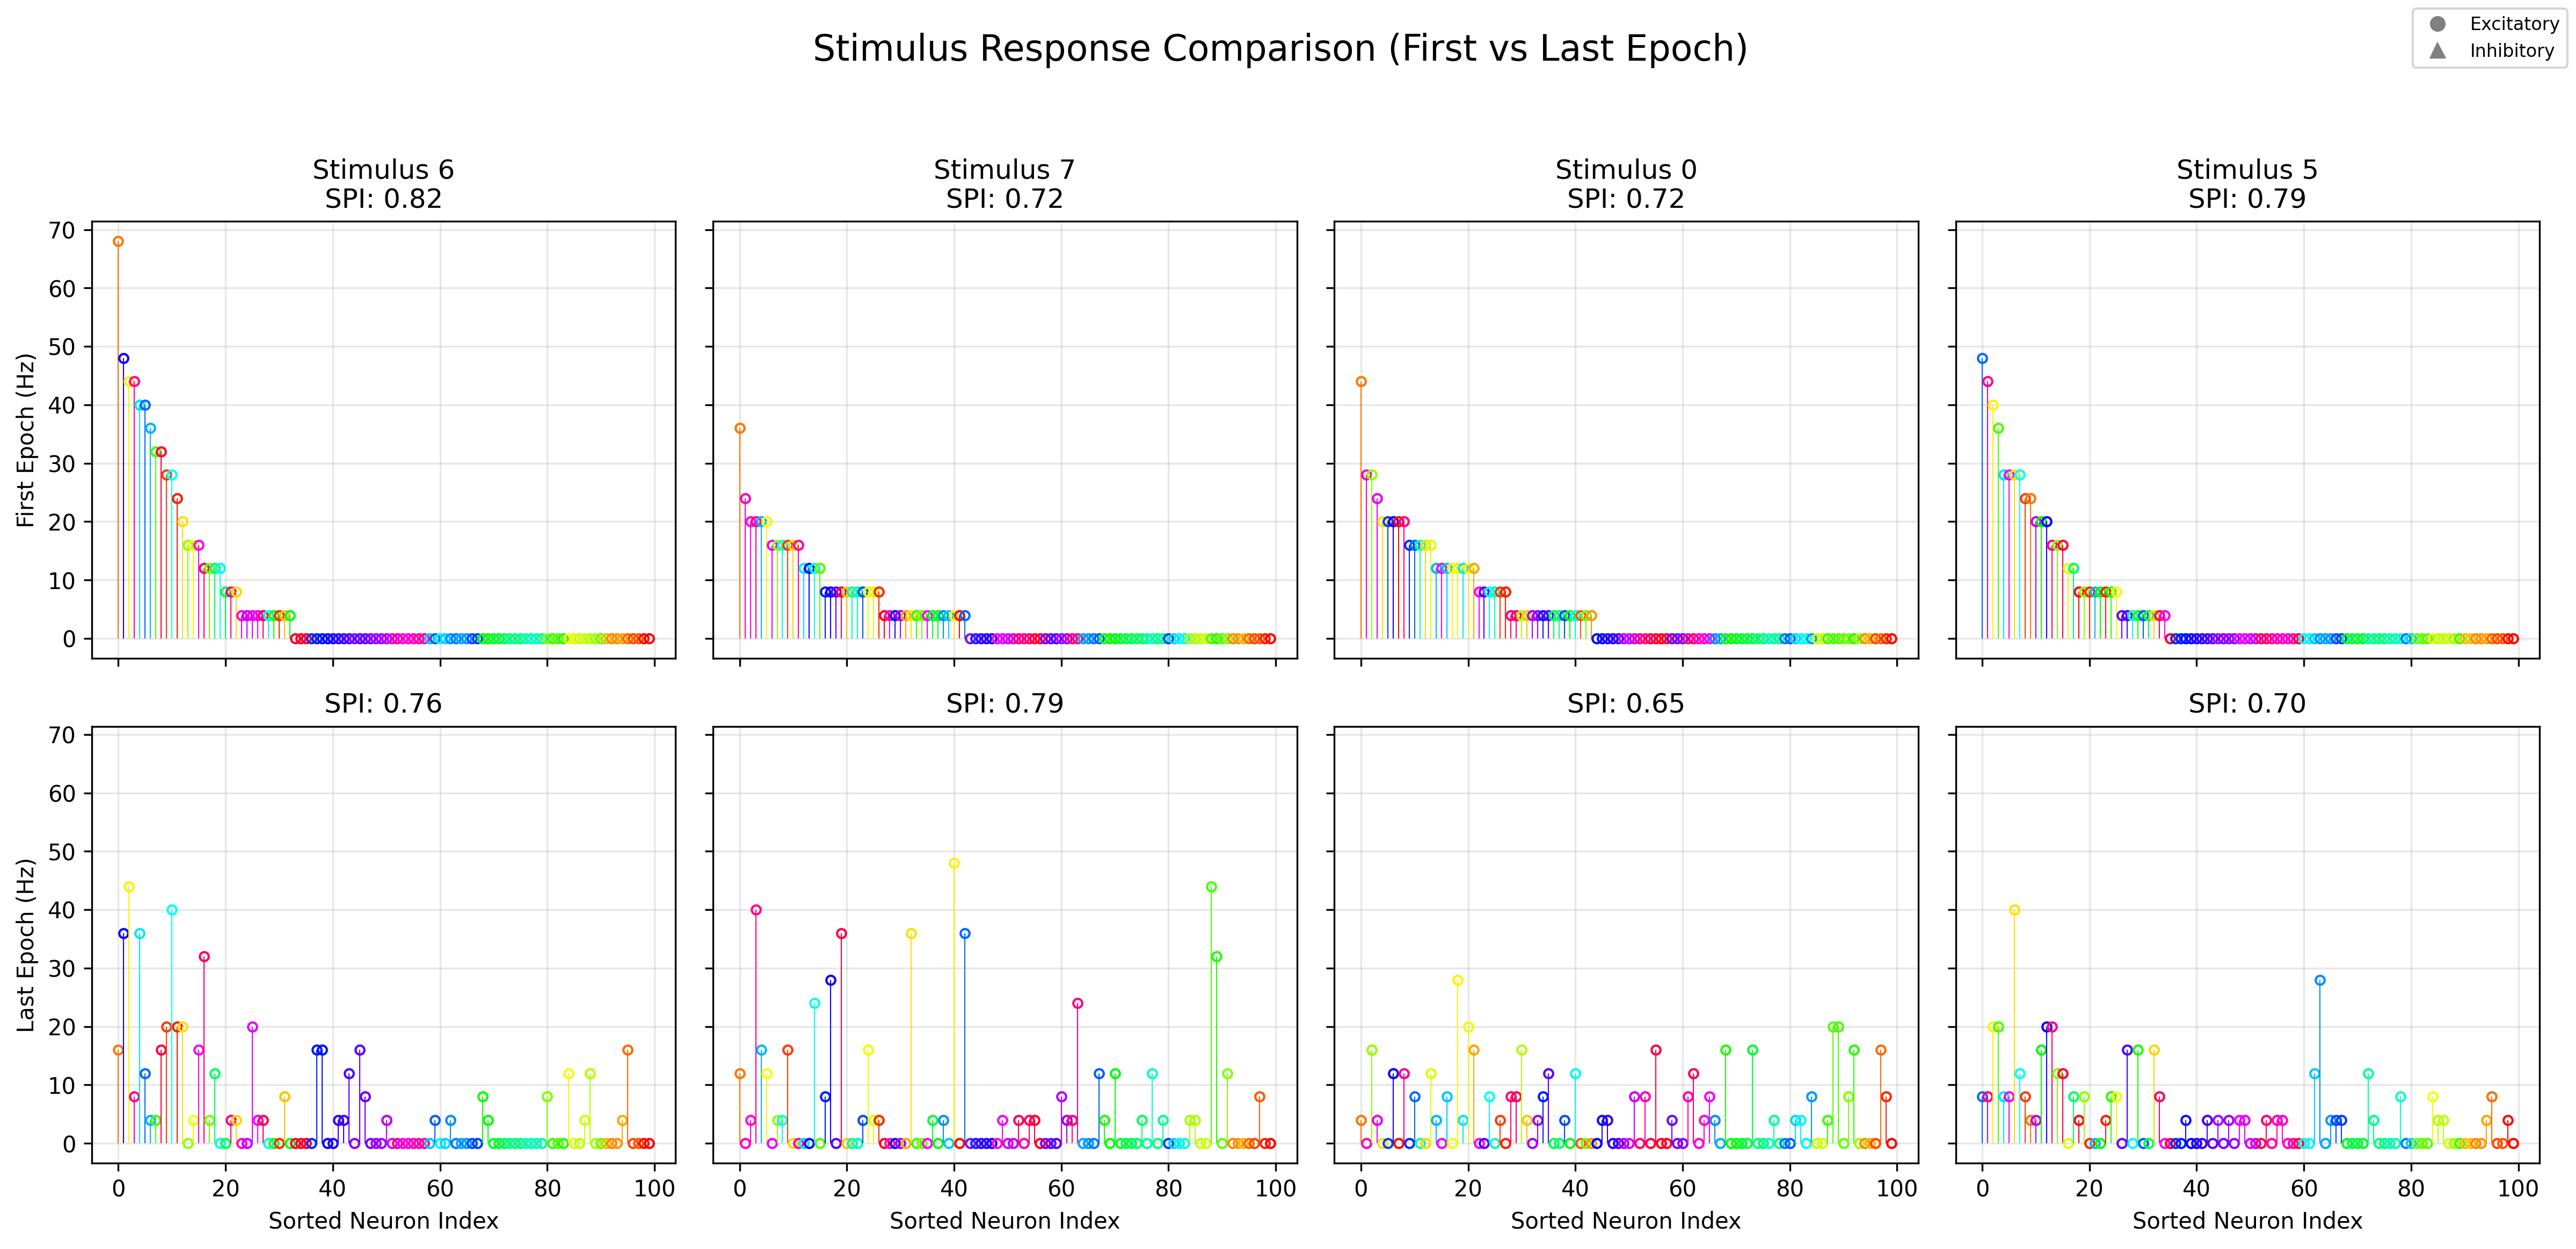 Stimulus Response Comparison (First vs Last Epoch)
Excitatory
Inhibitory
Stimulus 6
SPI: 0.82
Stimulus 7
SPI: 0.72
Stimulus 0
SPI: 0.72
Stimulus 5
SPI: 0.79
First Epoch (Hz)
70
60
50
40
30
20
10
0
SPI: 0.76
SPI: 0.79
SPI: 0.65
SPI: 0.70
Last Epoch (Hz)
70
60
50
40
30
20
10
0
0 20 40 60 80 100
0 20 40 60 80 100
0 20 40 60 80 100
0 20 40 60 80 100
Sorted Neuron Index
Sorted Neuron Index
Sorted Neuron Index
Sorted Neuron Index